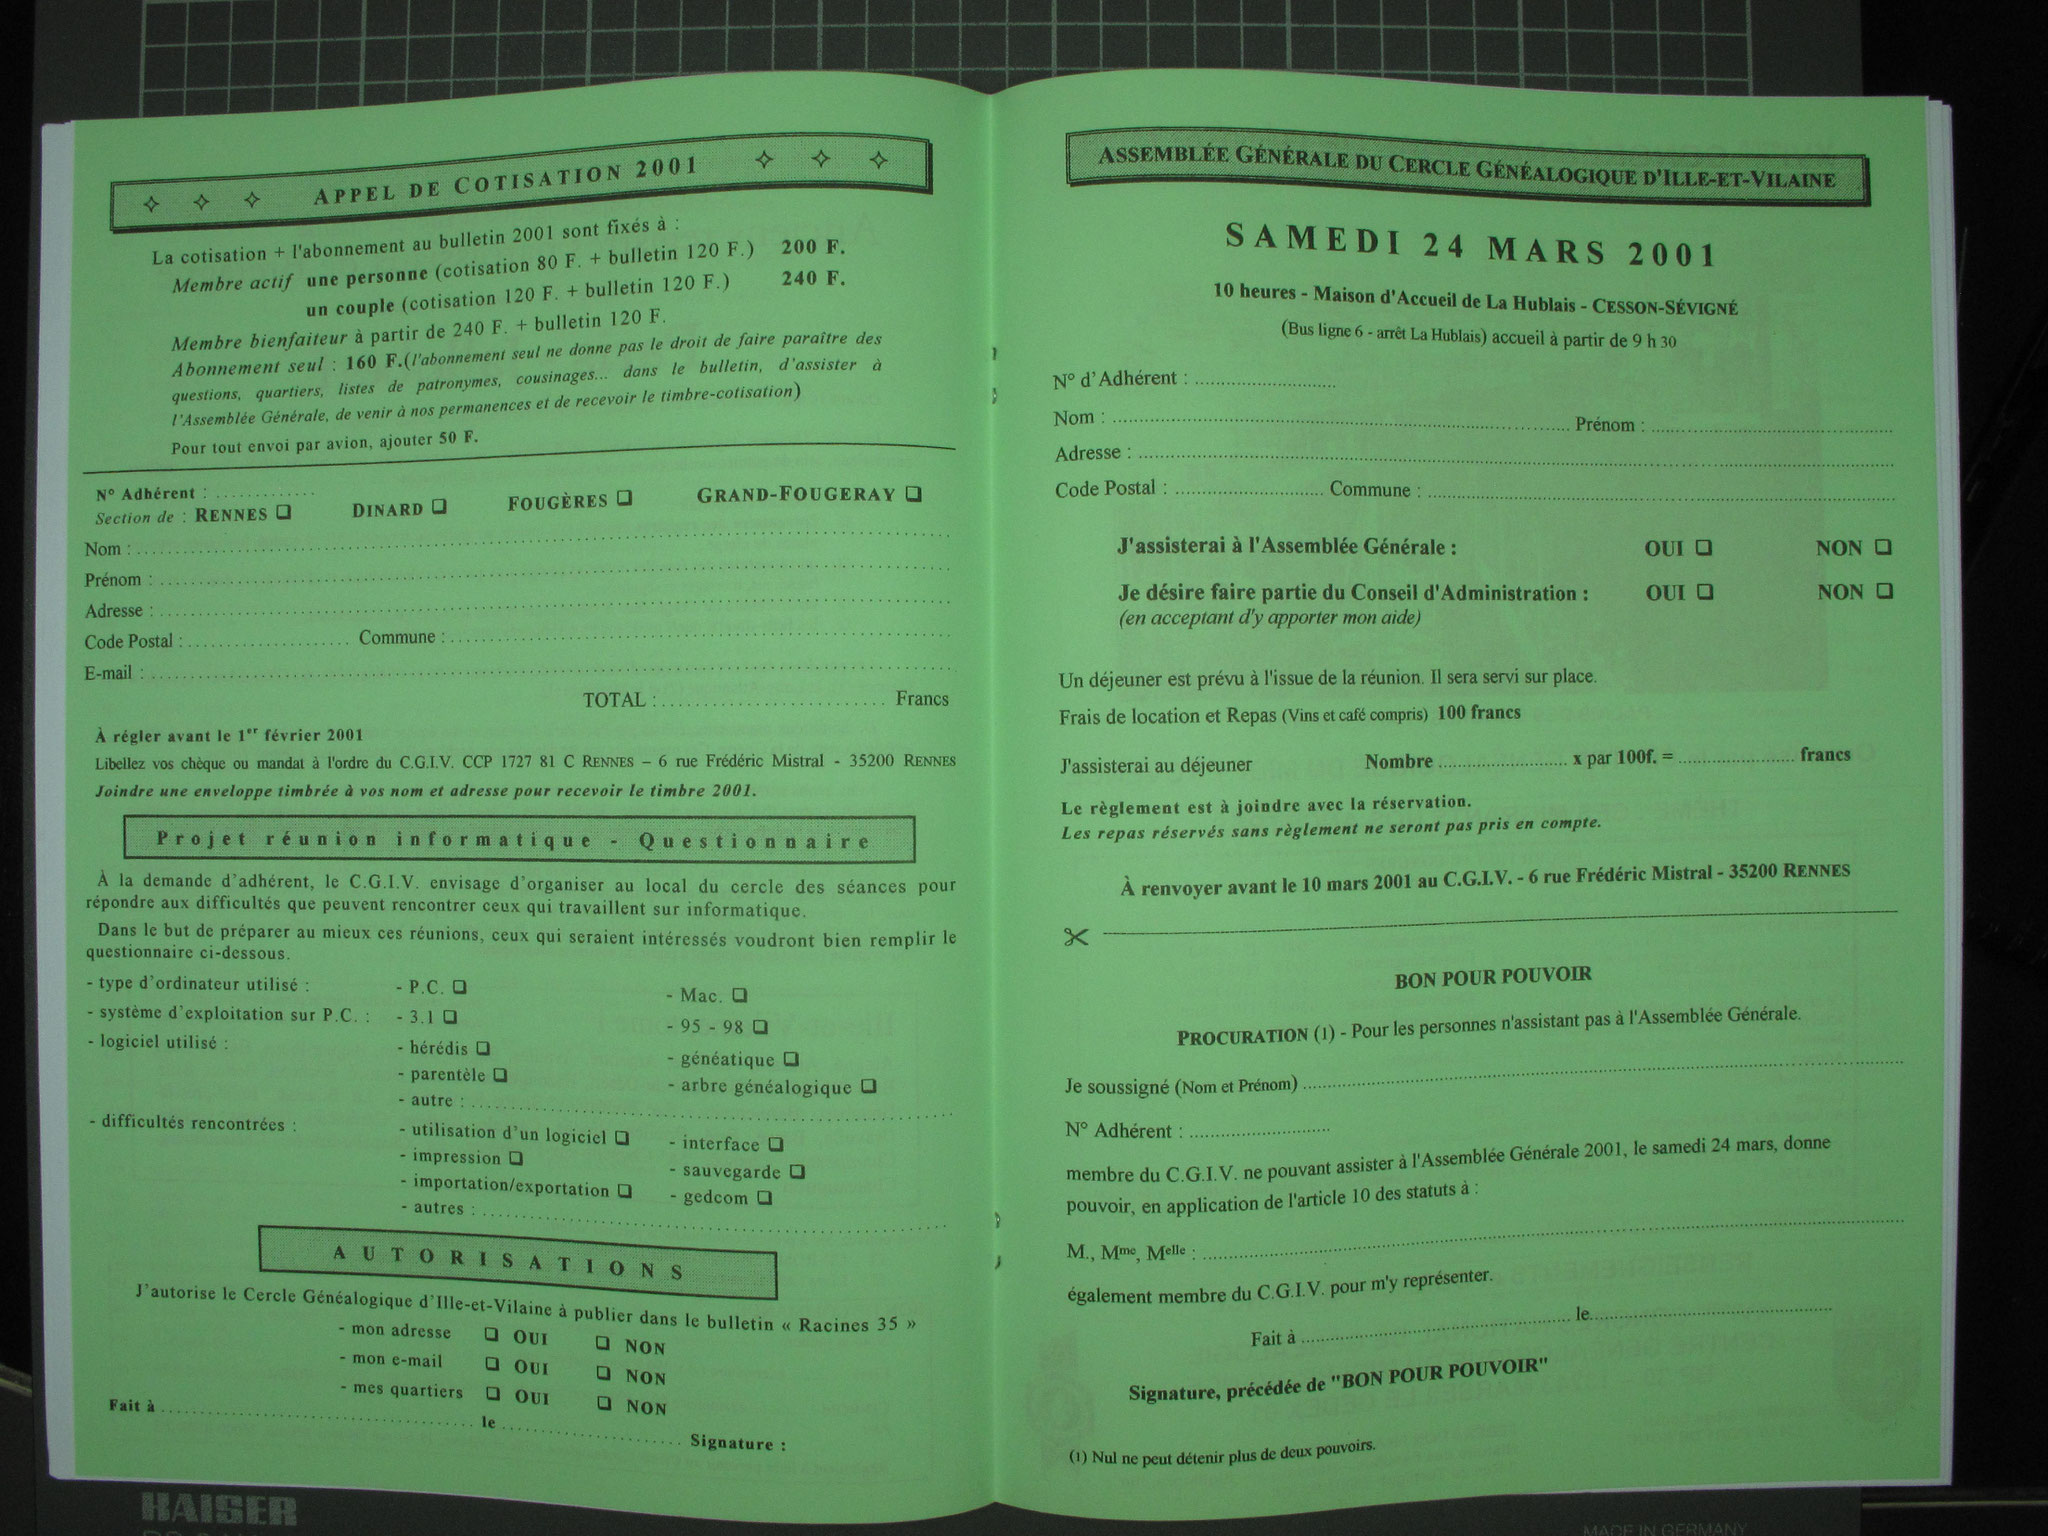 APPEL DE COTISATION 2001
La cotisation + l'abonnement au bulletin 2001 sont fixés à :
Membre actif une personne (cotisation 80 F. + bulletin 120 F.) 200 F.
un couple (cotisation 120 F. + bulletin 120 F.) 240 F.
Membre bienfaiteur à partir de 240 F. + bulletin 120 F.
Abonnement seul : 160 F.(l'abonnement seul ne donne pas le droit de faire paraître des
questions, quartiers, listes de patronymes, cousinages... dans le bulletin, d'assister à
l'Assemblée Générale, de venir à nos permanences et de recevoir le timbre-cotisation)
Pour tout envoi par avion, ajouter 50 F.
N° Adhérent : .............
Section de : RENNES ❑ DINARD ❑ FOUGÈRES ❑ GRAND-FOUGERAY ❑
Nom : ..............................
Prénom : ..............................
Adresse : ..............................
Code Postal : .................... Commune : ..............................
E-mail : ..............................
TOTAL : .......................... Francs
À régler avant le 1er février 2001
Libellez vos chèque ou mandat à l'ordre du C.G.I.V. CCP 1727 81 C RENNES – 6 rue Frédéric Mistral - 35200 RENNES
Joindre une enveloppe timbrée à vos nom et adresse pour recevoir le timbre 2001.
Projet réunion informatique - Questionnaire
À la demande d'adhérent, le C.G.I.V. envisage d'organiser au local du cercle des séances pour
répondre aux difficultés que peuvent rencontrer ceux qui travaillent sur informatique.
Dans le but de préparer au mieux ces réunions, ceux qui seraient intéressés voudront bien remplir le
questionnaire ci-dessous.
- type d'ordinateur utilisé : - P.C. ❑ - Mac. ❑
- système d'exploitation sur P.C. : - 3.1 ❑ - 95 - 98 ❑
- logiciel utilisé : - hérédis ❑ - généatique ❑
- parentèle ❑ - arbre généalogique ❑
- autre : ..............................
- difficultés rencontrées : - utilisation d'un logiciel ❑ - interface ❑
- impression ❑ - sauvegarde ❑
- importation/exportation ❑ - gedcom ❑
- autres : ..............................
AUTORISATIONS
J'autorise le Cercle Généalogique d'Ille-et-Vilaine à publier dans le bulletin « Racines 35 »
- mon adresse ❑ OUI ❑ NON
- mon e-mail ❑ OUI ❑ NON
- mes quartiers ❑ OUI ❑ NON
Fait à .............................. le .............................. Signature :
ASSEMBLÉE GÉNÉRALE DU CERCLE GÉNÉALOGIQUE D'ILLE-ET-VILAINE
SAMEDI 24 MARS 2001
10 heures - Maison d'Accueil de La Hublais - CESSON-SÉVIGNÉ
(Bus ligne 6 - arrêt La Hublais) accueil à partir de 9 h 30
N° d'Adhérent : ..............................
Nom : .............................. Prénom : ..............................
Adresse : ..............................
Code Postal : .............................. Commune : ..............................
J'assisterai à l'Assemblée Générale : OUI ❑ NON ❑
Je désire faire partie du Conseil d'Administration : OUI ❑ NON ❑
(en acceptant d'y apporter mon aide)
Un déjeuner est prévu à l'issue de la réunion. Il sera servi sur place.
Frais de location et Repas (Vins et café compris) 100 francs
J'assisterai au déjeuner Nombre .............................. x par 100f. = .............................. francs
Le règlement est à joindre avec la réservation.
Les repas réservés sans règlement ne seront pas pris en compte.
À renvoyer avant le 10 mars 2001 au C.G.I.V. - 6 rue Frédéric Mistral - 35200 RENNES
BON POUR POUVOIR
PROCURATION (1) - Pour les personnes n'assistant pas à l'Assemblée Générale.
Je soussigné (Nom et Prénom) ..............................
N° Adhérent : ..............................
membre du C.G.I.V. ne pouvant assister à l'Assemblée Générale 2001, le samedi 24 mars, donne
pouvoir, en application de l'article 10 des statuts à :
M., Mme, Melle : ..............................
également membre du C.G.I.V. pour m'y représenter.
Fait à .............................. le..............................
Signature, précédée de "BON POUR POUVOIR"
(1) Nul ne peut détenir plus de deux pouvoirs.
KAISER
MADE IN GERMANY